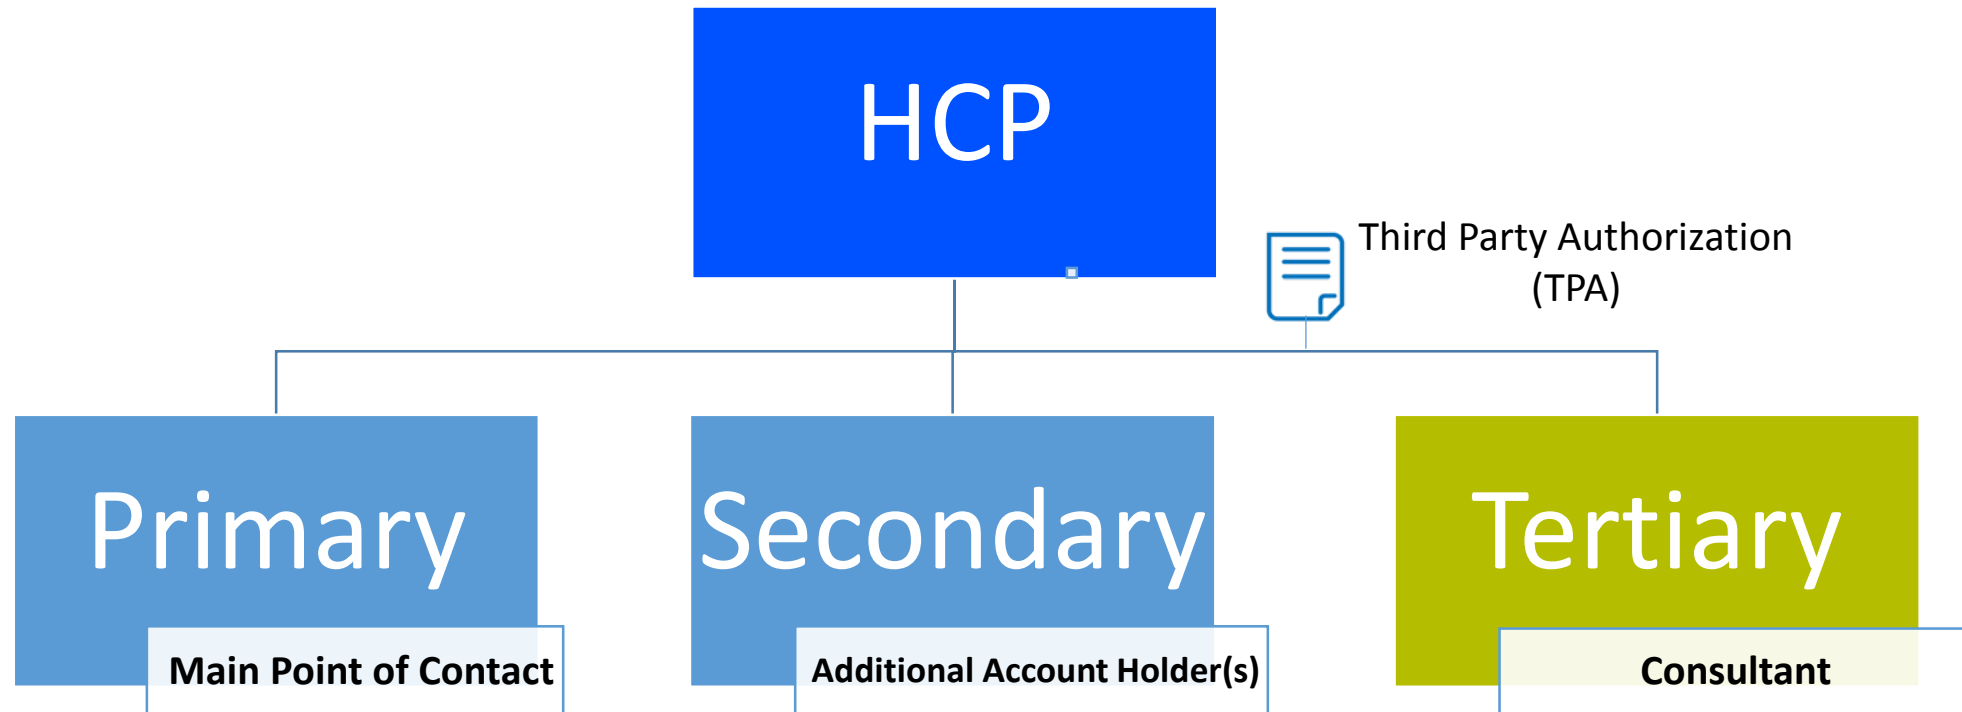 HCP
Third Party Authorization
(TPA)
Primary
Main Point of Contact
Secondary
Additional Account Holder(s)
Tertiary
Consultant